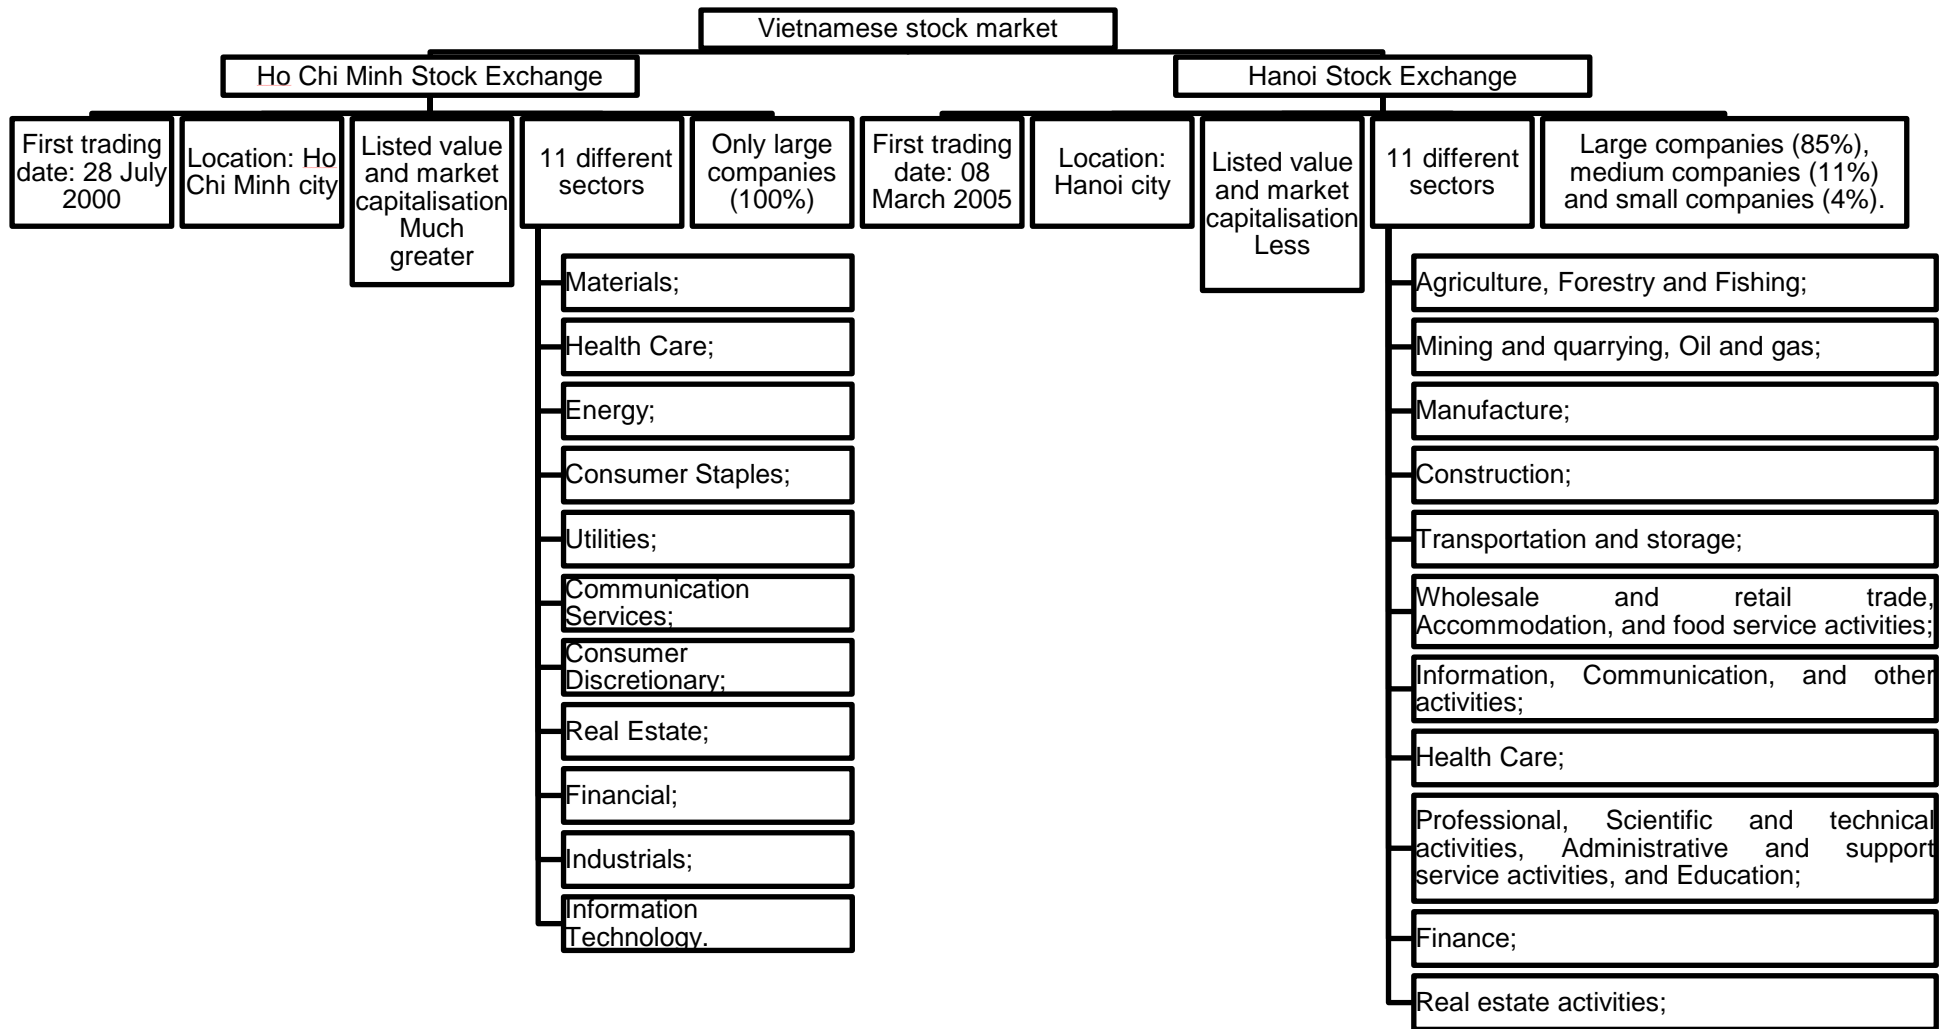 Vietnamese stock market
Ho Chi Minh Stock Exchange
Hanoi Stock Exchange
First trading
date: 28 July
2000
Location: Ho
Chi Minh city
Listed value
and market
capitalisation
Much
greater
11 different
sectors
Only large
companies
(100%)
First trading
date: 08
March 2005
Location:
Hanoi city
Listed value
and market
capitalisation
Less
11 different
sectors
Large companies (85%),
medium companies (11%)
and small companies (4%).
Materials;
Health Care;
Energy;
Consumer Staples;
Utilities;
Communication
Services;
Consumer
Discretionary;
Real Estate;
Financial;
Industrials;
Information
Technology.
Agriculture, Forestry and Fishing;
Mining and quarrying, Oil and gas;
Manufacture;
Construction;
Transportation and storage;
Wholesale and retail trade,
Accommodation, and food service activities;
Information, Communication, and other
activities;
Health Care;
Professional, Scientific and technical
activities, Administrative and support
service activities, and Education;
Finance;
Real estate activities;